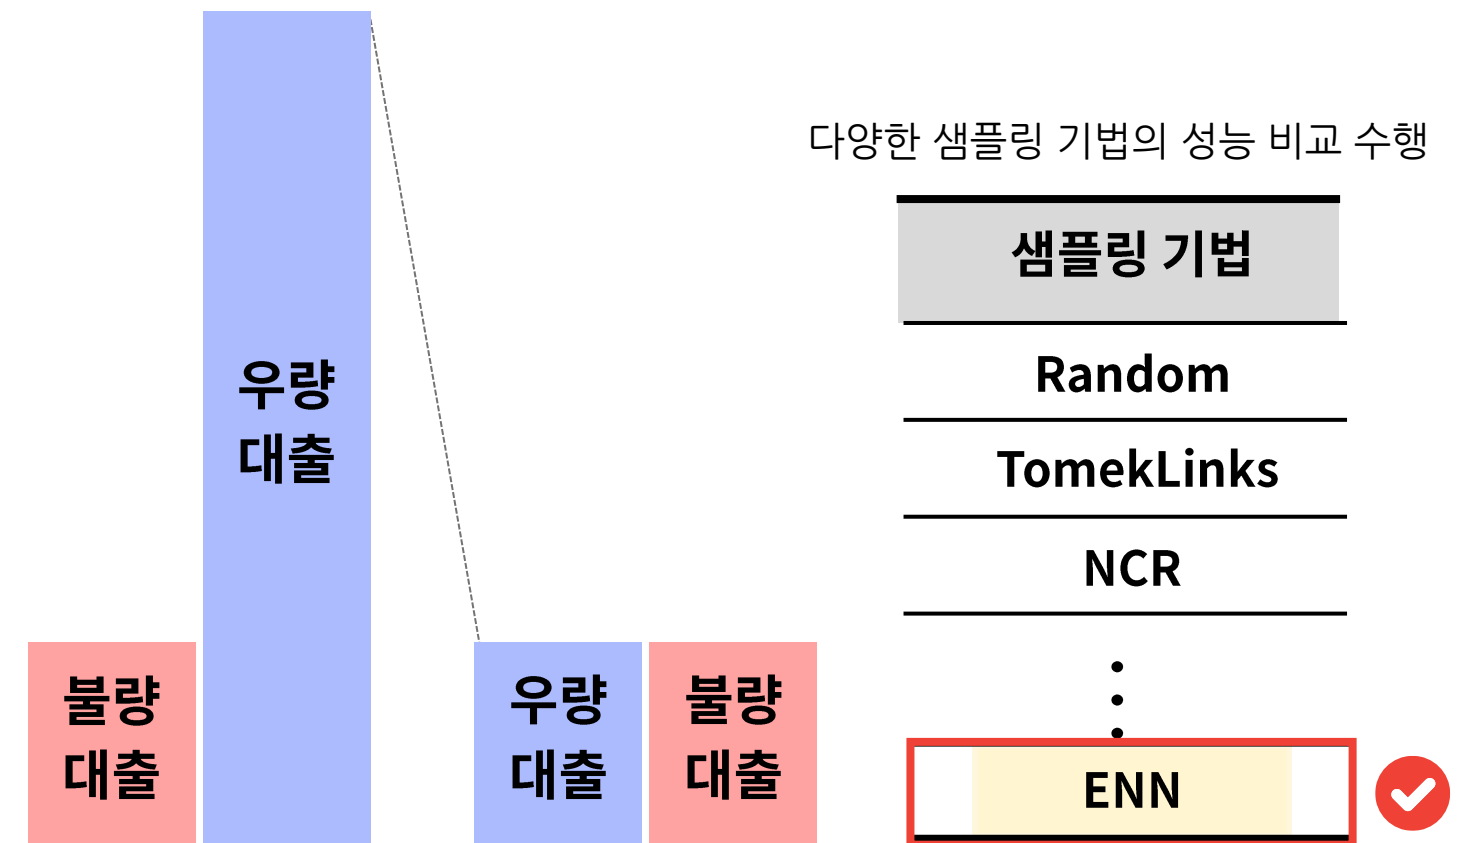 우량
대출
불량
대출
우량
대출
불량
대출
다양한 샘플링 기법의 성능 비교 수행
샘플링 기법
Random
TomekLinks
NCR
ENN